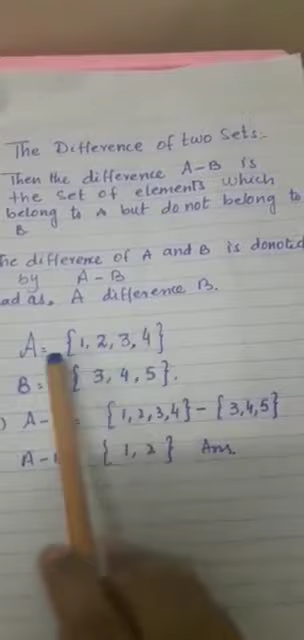 The Difference of two Sets:-
Then the difference A-B is
the set of elements which
belong to A but do not belong to
B
The difference of A and B is donoted
by A-B
ad as, A difference B.
A = {1, 2, 3, 4}
B = { 3, 4, 5}.
) A- = {1, 2, 3, 4} - {3, 4, 5}
A- { 1, 2 } Ans.